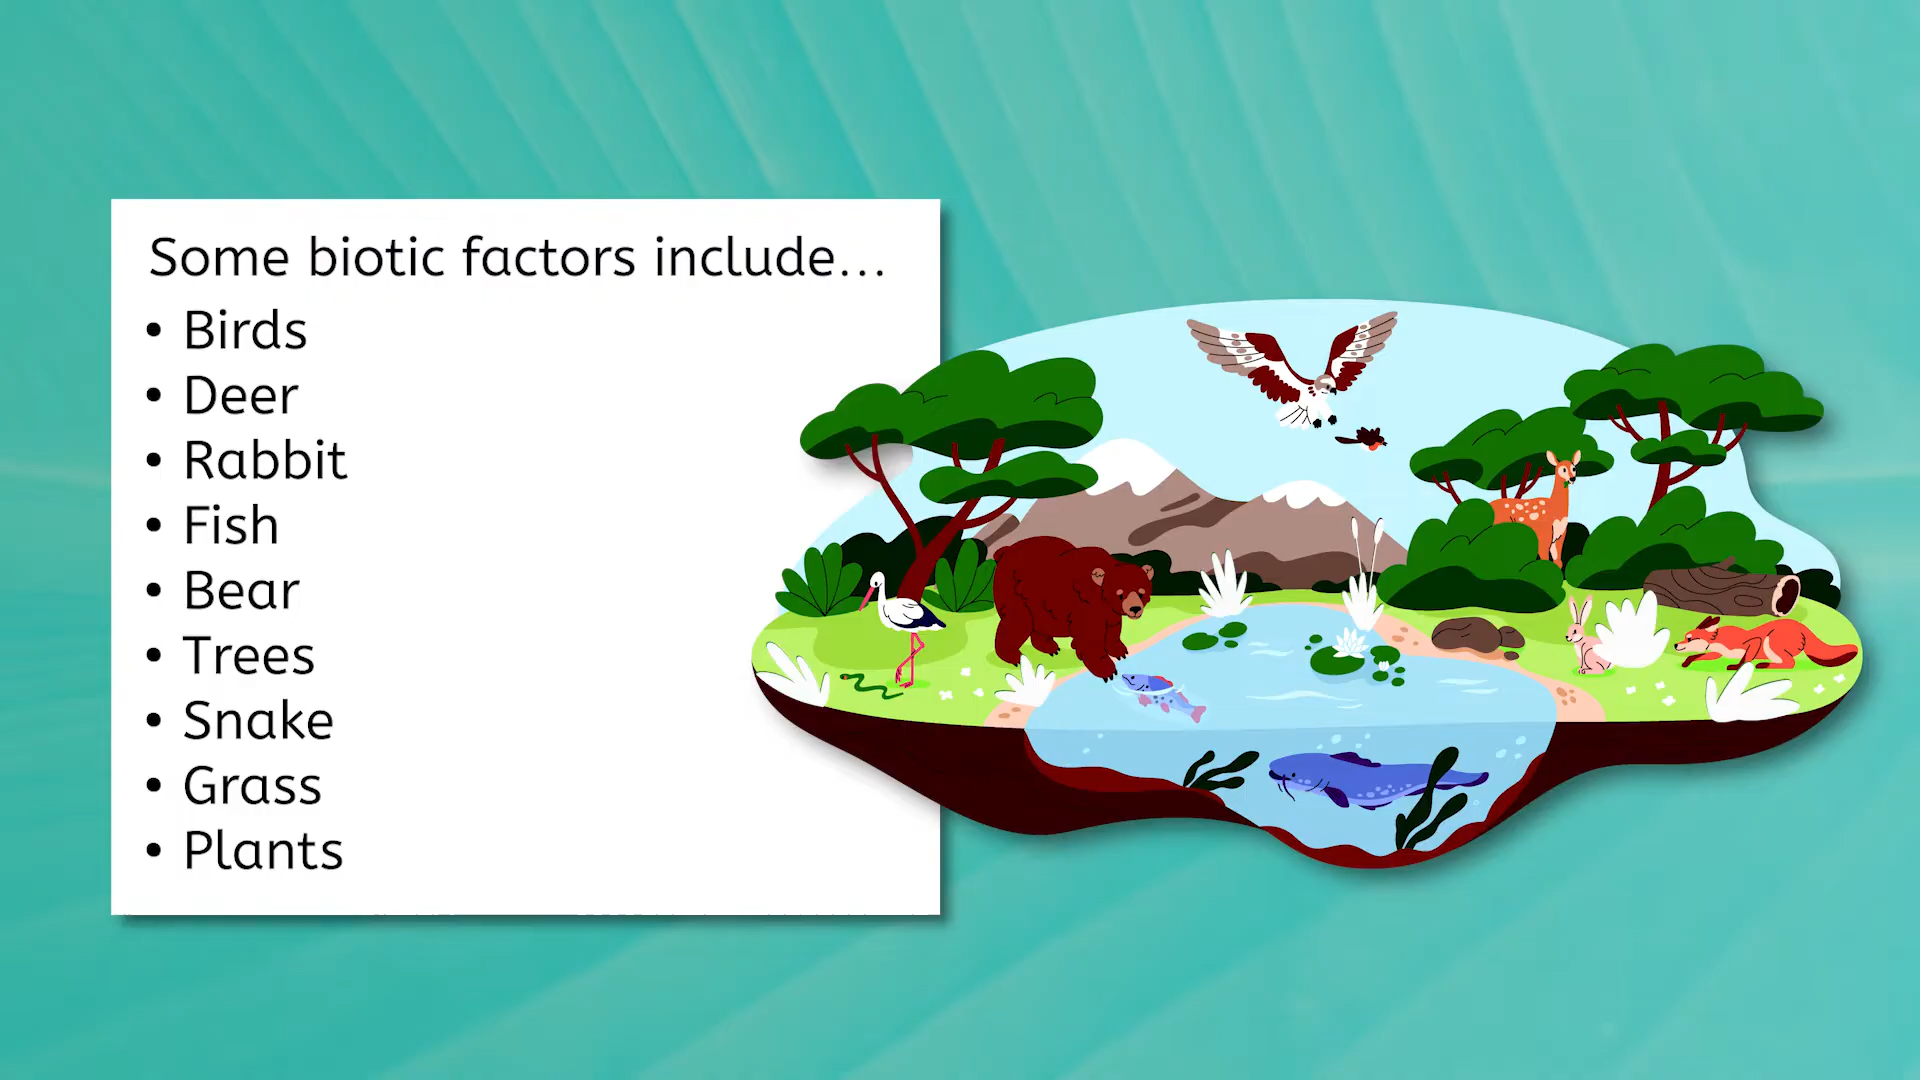 Some biotic factors include...
• Birds
• Deer
• Rabbit
• Fish
• Bear
• Trees
• Snake
• Grass
• Plants